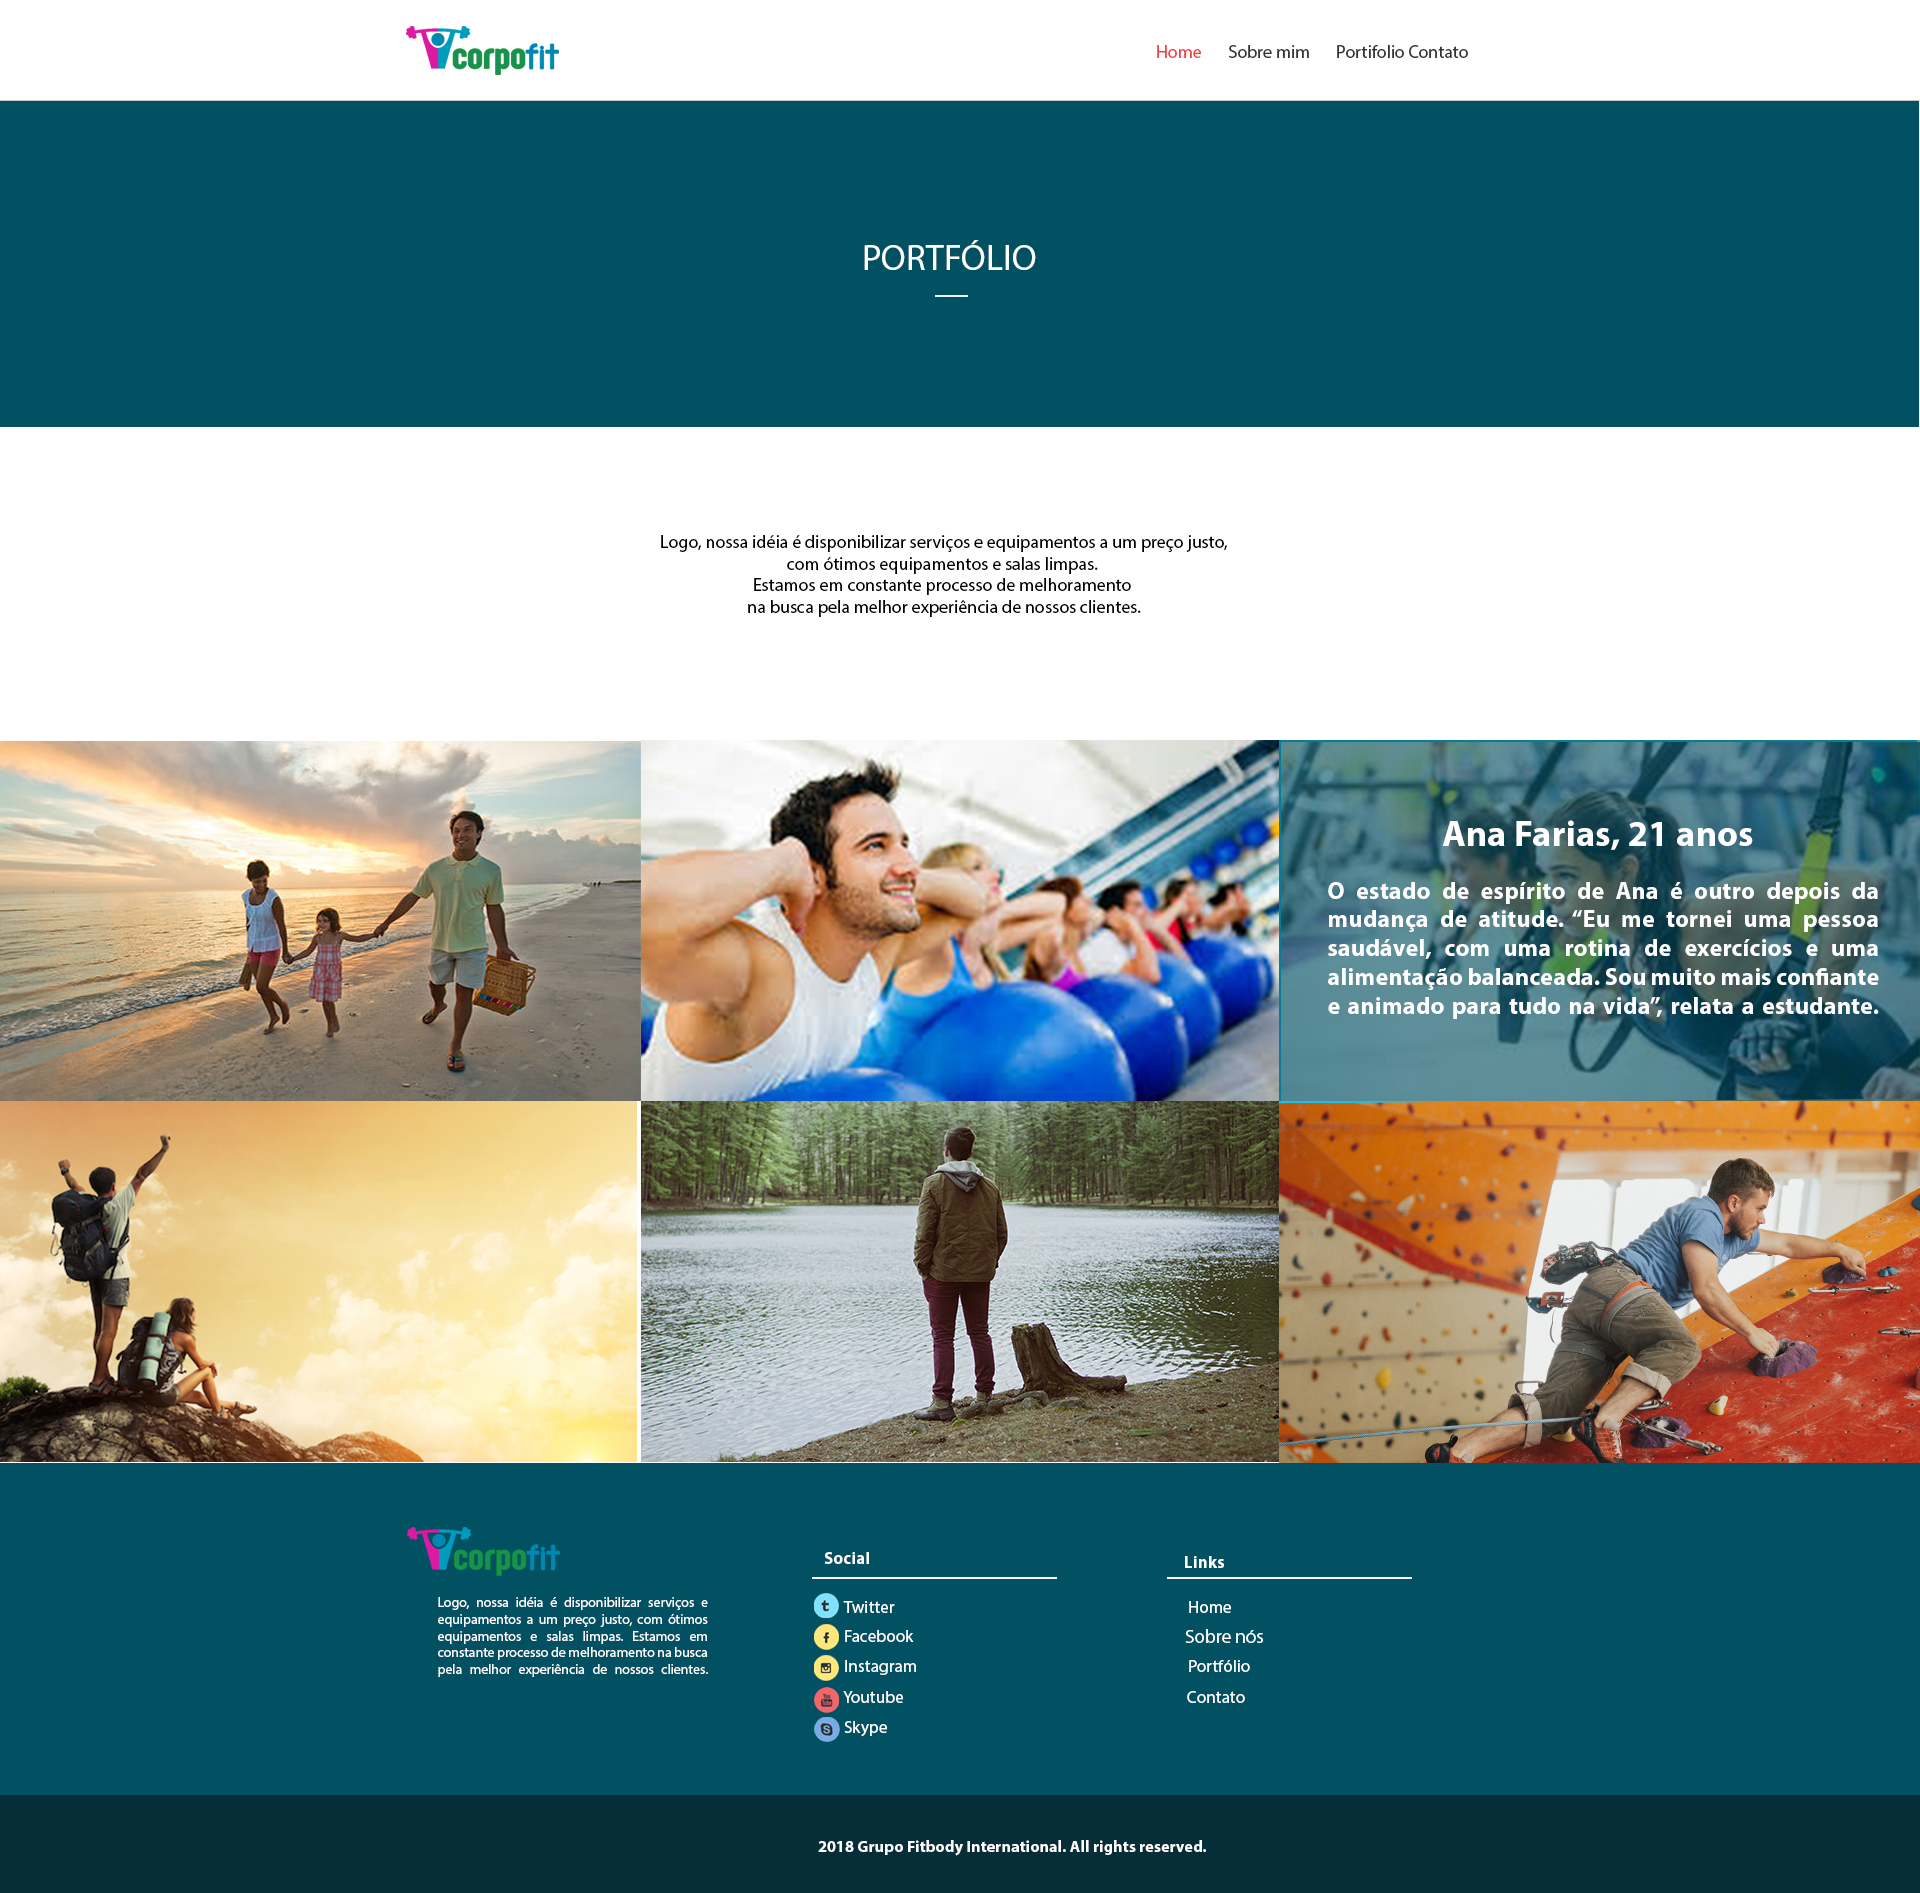 corpofit
Home Sobre mim Portifolio Contato
PORTFÓLIO
Logo, nossa idéia é disponibilizar serviços e equipamentos a um preço justo,
com ótimos equipamentos e salas limpas.
Estamos em constante processo de melhoramento
na busca pela melhor experiência de nossos clientes.
Ana Farias, 21 anos
O estado de espírito de Ana é outro depois da
mudança de atitude. “Eu me tornei uma pessoa
saudável, com uma rotina de exercícios e uma
alimentação balanceada. Sou muito mais confiante
e animado para tudo na vida”, relata a estudante.
corpofit
Logo, nossa idéia é disponibilizar serviços e
equipamentos a um preço justo, com ótimos
equipamentos e salas limpas. Estamos em
constante processo de melhoramento na busca
pela melhor experiência de nossos clientes.
Social
Twitter
Facebook
Instagram
Youtube
Skype
Links
Home
Sobre nós
Portfólio
Contato
2018 Grupo Fitbody International. All rights reserved.